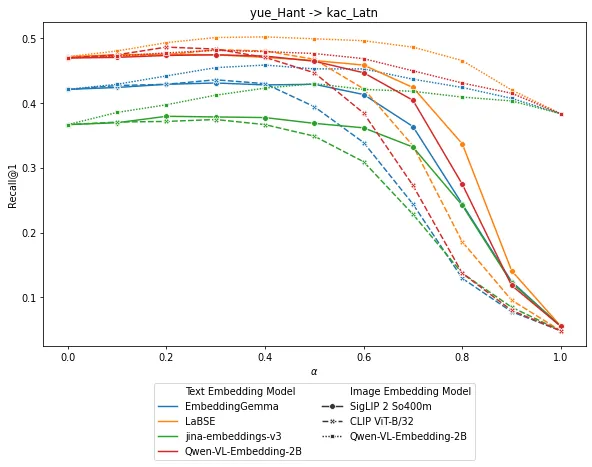 yue_Hant -> kac_Latn
Recall@1
0.5
0.4
0.3
0.2
0.1
0.0 0.2 0.4 0.6 0.8 1.0
α
Text Embedding Model Image Embedding Model
EmbeddingGemma SigLIP 2 So400m
LaBSE CLIP ViT-B/32
jina-embeddings-v3 Qwen-VL-Embedding-2B
Qwen-VL-Embedding-2B